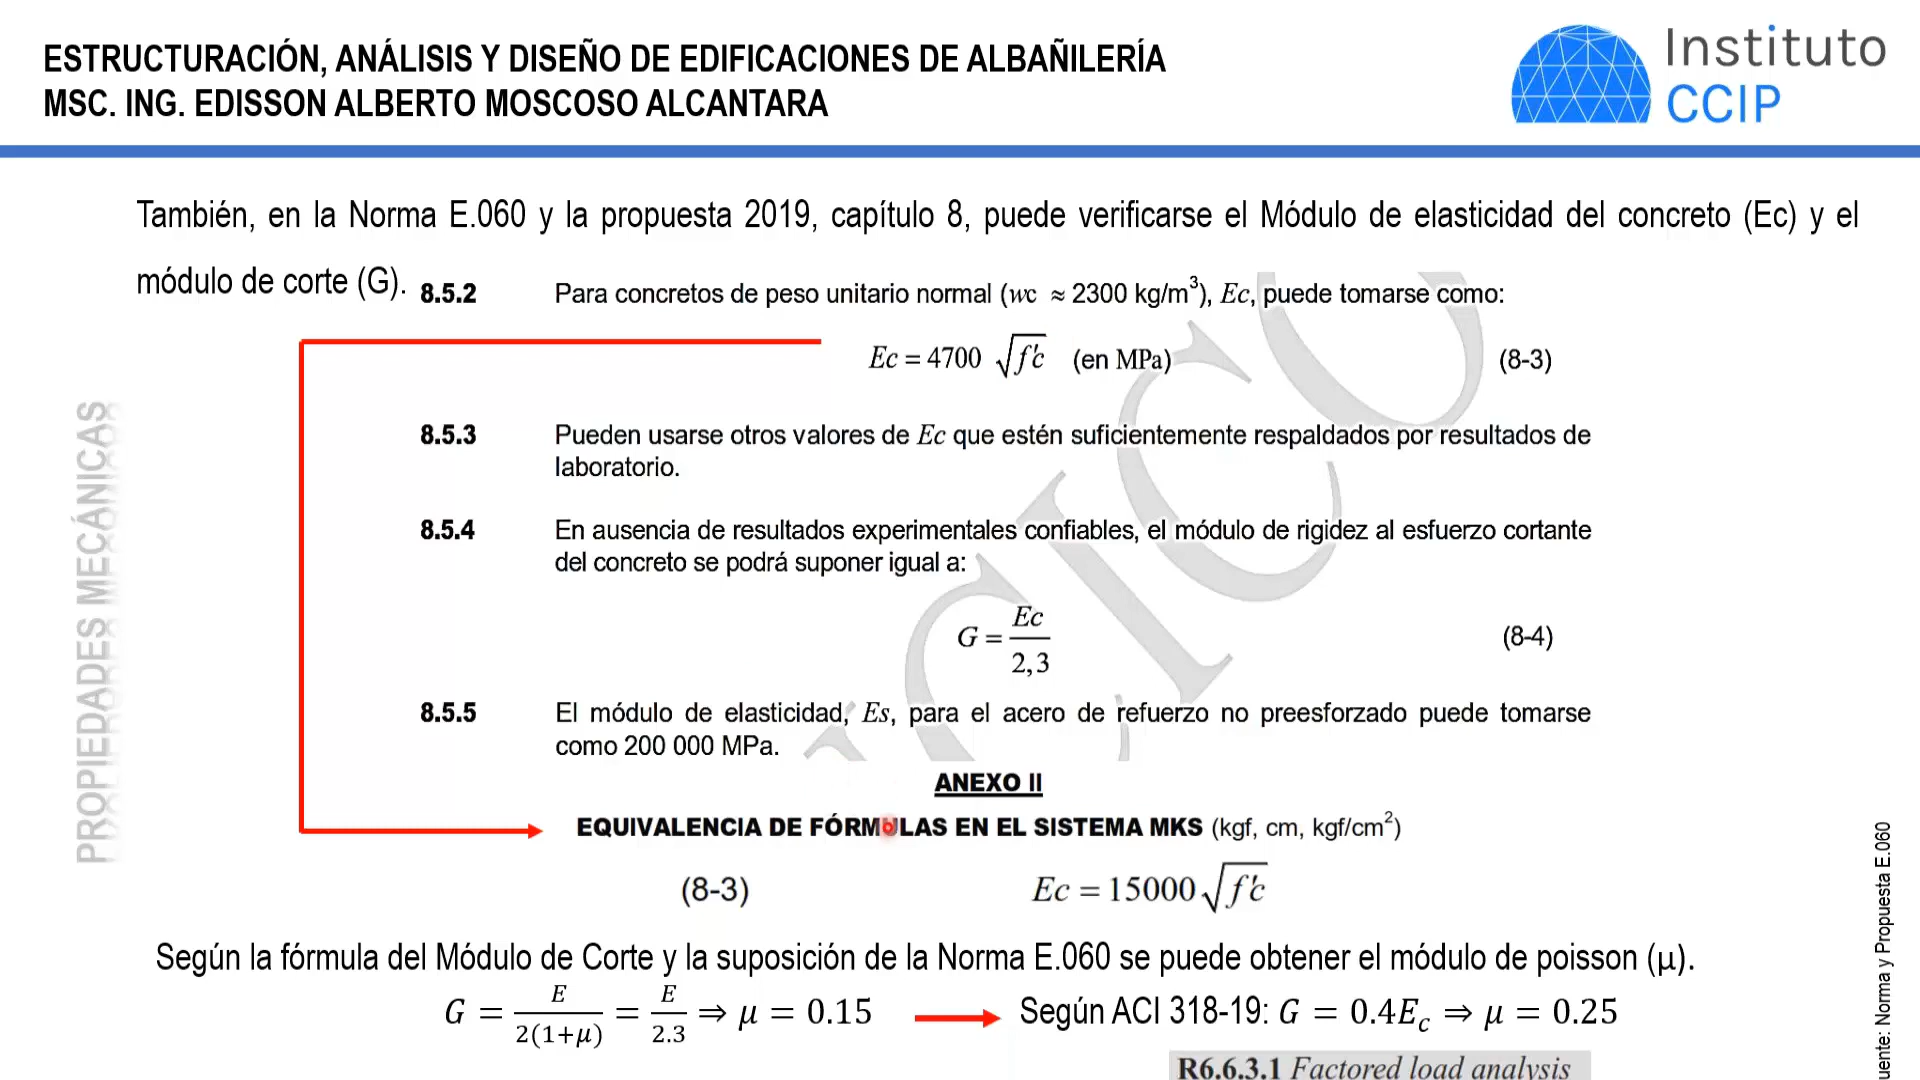 ESTRUCTURACIÓN, ANÁLISIS Y DISEÑO DE EDIFICACIONES DE ALBAÑILERÍA
MSC. ING. EDISSON ALBERTO MOSCOSO ALCANTARA
Instituto
CCIP
También, en la Norma E.060 y la propuesta 2019, capítulo 8, puede verificarse el Módulo de elasticidad del concreto (Ec) y el
módulo de corte (G).
8.5.2 Para concretos de peso unitario normal (wc ≈ 2300 kg/m³), Ec, puede tomarse como:
Ec = 4700 √f'c (en MPa) (8-3)
8.5.3 Pueden usarse otros valores de Ec que estén suficientemente respaldados por resultados de
laboratorio.
8.5.4 En ausencia de resultados experimentales confiables, el módulo de rigidez al esfuerzo cortante
del concreto se podrá suponer igual a:
G = Ec / 2,3 (8-4)
8.5.5 El módulo de elasticidad, Es, para el acero de refuerzo no preesforzado puede tomarse
como 200 000 MPa.
ANEXO II
EQUIVALENCIA DE FÓRMULAS EN EL SISTEMA MKS (kgf, cm, kgf/cm²)
(8-3) Ec = 15000 √f'c
Según la fórmula del Módulo de Corte y la suposición de la Norma E.060 se puede obtener el módulo de poisson (μ).
G = E / 2(1+μ) = E / 2.3 ⇒ μ = 0.15 Según ACI 318-19: G = 0.4E_c ⇒ μ = 0.25
R6.6.3.1 Factored load analysis
PROPIEDADES MECÁNICAS
uente: Norma y Propuesta E.060